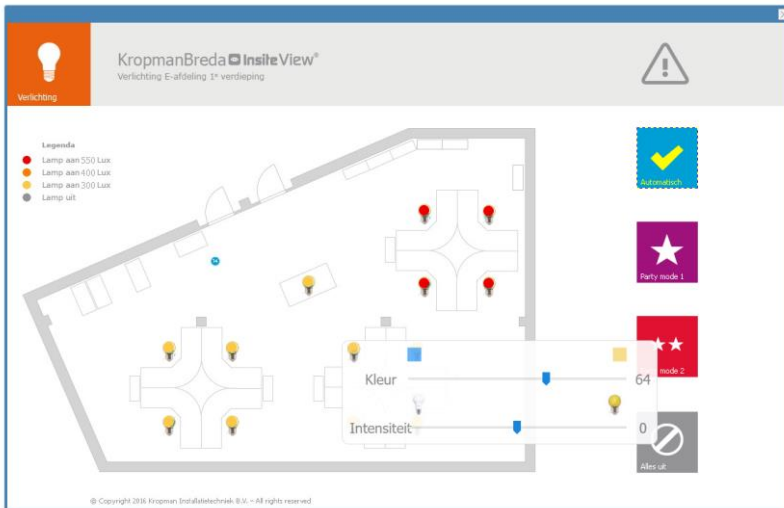 KropmanBreda InsiteView®
Verlichting E-afdeling 1ᵉ verdieping
Verlichting
Legenda
Lamp aan 550 Lux
Lamp aan 400 Lux
Lamp aan 300 Lux
Lamp uit
Automatisch
Party mode 1
mode 2
Kleur 64
Intensiteit 0
Alles uit
© Copyright 2016 Kropman Installatietechniek B.V. - All rights reserved